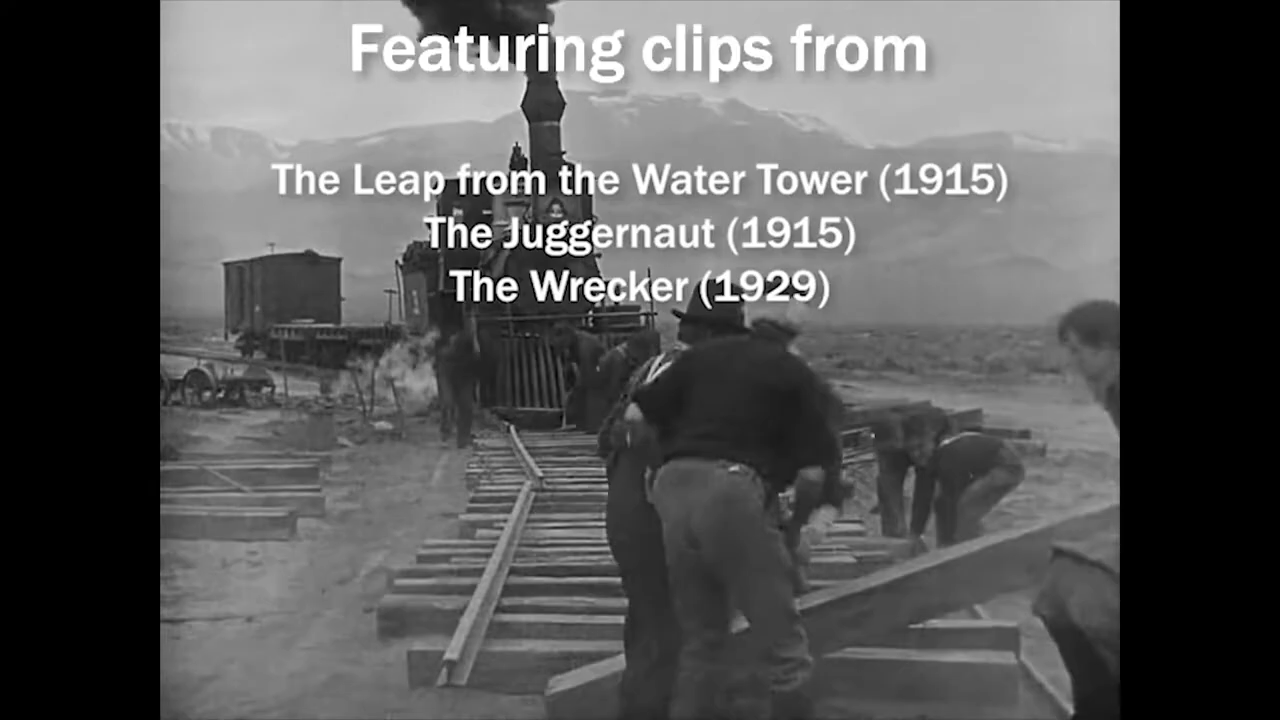 Featuring clips from
The Leap from the Water Tower (1915)
The Juggernaut (1915)
The Wrecker (1929)